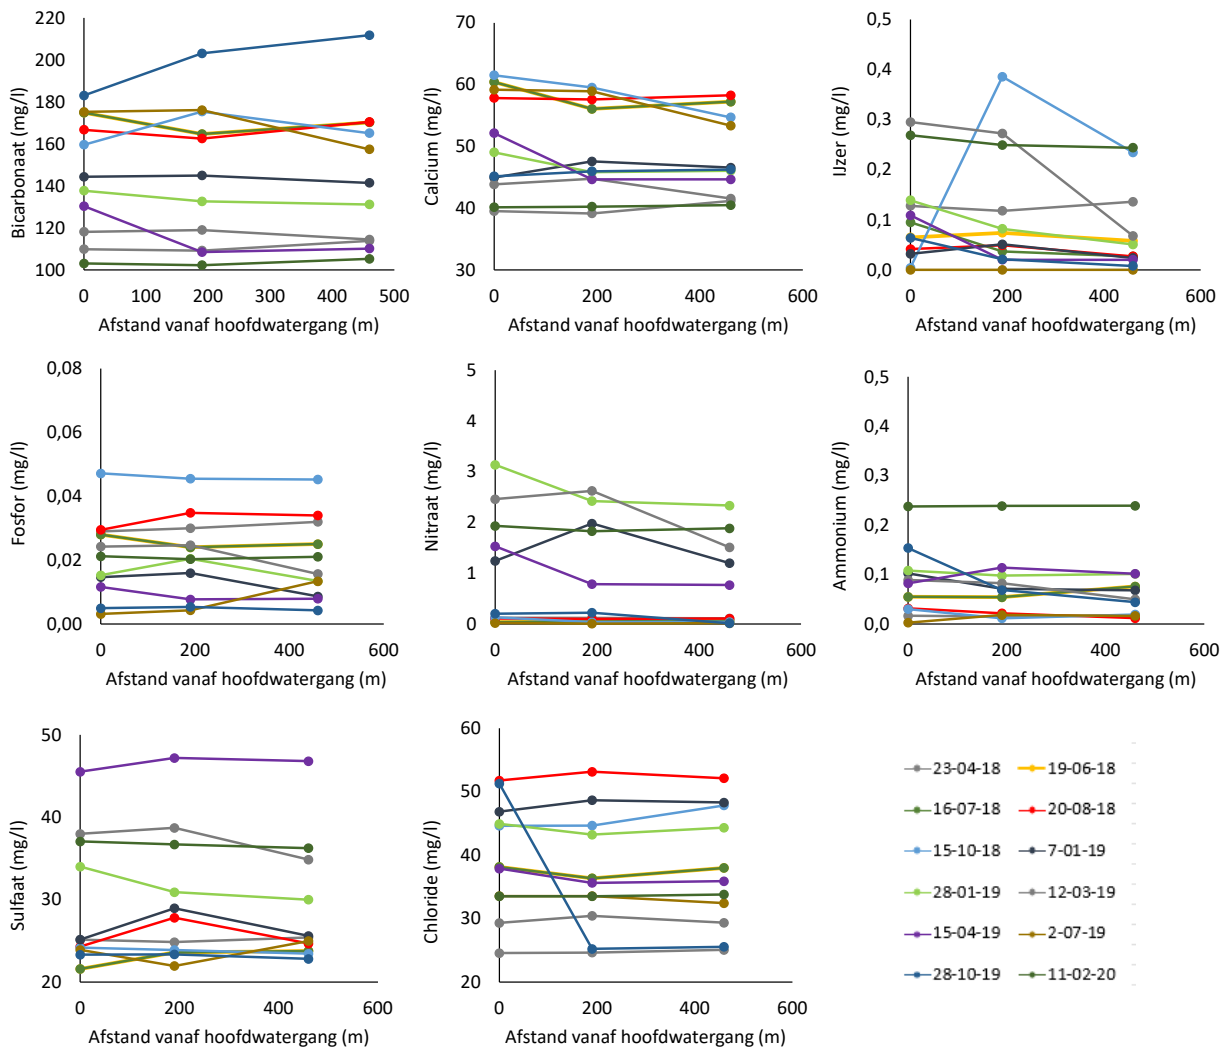 Bicarbonaat (mg/l)
220
200
180
160
140
120
100
0 100 200 300 400 500
Afstand vanaf hoofdwatergang (m)
Calcium (mg/l)
70
60
50
40
30
0 200 400 600
Afstand vanaf hoofdwatergang (m)
IJzer (mg/l)
0,5
0,4
0,3
0,2
0,1
0,0
0 200 400 600
Afstand vanaf hoofdwatergang (m)
Fosfor (mg/l)
0,08
0,06
0,04
0,02
0,00
0 200 400 600
Afstand vanaf hoofdwatergang (m)
Nitraat (mg/l)
5
4
3
2
1
0
0 200 400 600
Afstand vanaf hoofdwatergang (m)
Ammonium (mg/l)
0,5
0,4
0,3
0,2
0,1
0,0
0 200 400 600
Afstand vanaf hoofdwatergang (m)
Sulfaat (mg/l)
50
40
30
20
0 200 400 600
Afstand vanaf hoofdwatergang (m)
Chloride (mg/l)
60
50
40
30
20
0 200 400 600
Afstand vanaf hoofdwatergang (m)
23-04-18 19-06-18
16-07-18 20-08-18
15-10-18 7-01-19
28-01-19 12-03-19
15-04-19 2-07-19
28-10-19 11-02-20